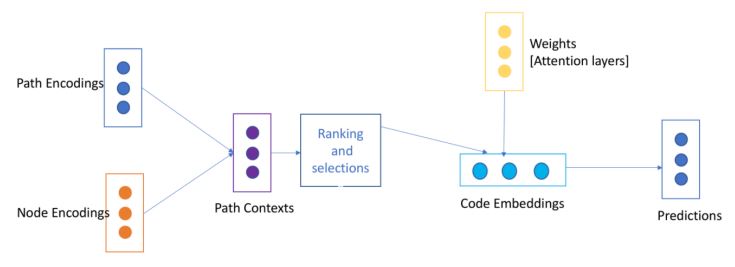 Path Encodings
Node Encodings
Path Contexts
Ranking
and
selections
Weights
[Attention layers]
Code Embeddings
Predictions